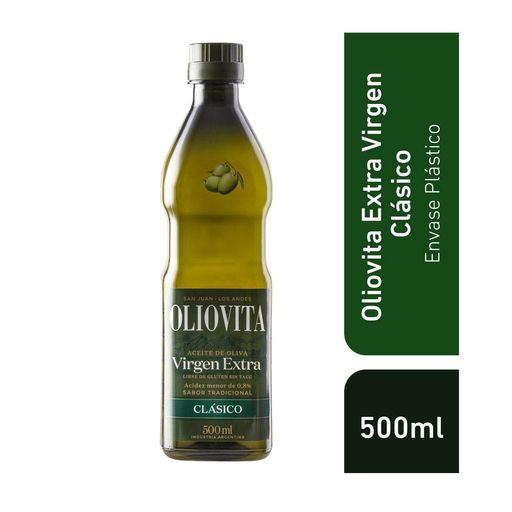 SAN JUAN - LOS ANDES
OLIOVITA
ACEITE DE OLIVA
Virgen Extra
LIBRE DE GLUTEN SIN TACC
Acidez menor de 0,8%
SABOR TRADICIONAL
CLÁSICO
500ml
INDUSTRIA ARGENTINA
Oliovita Extra Virgen
Clásico
Envase Plástico
500ml